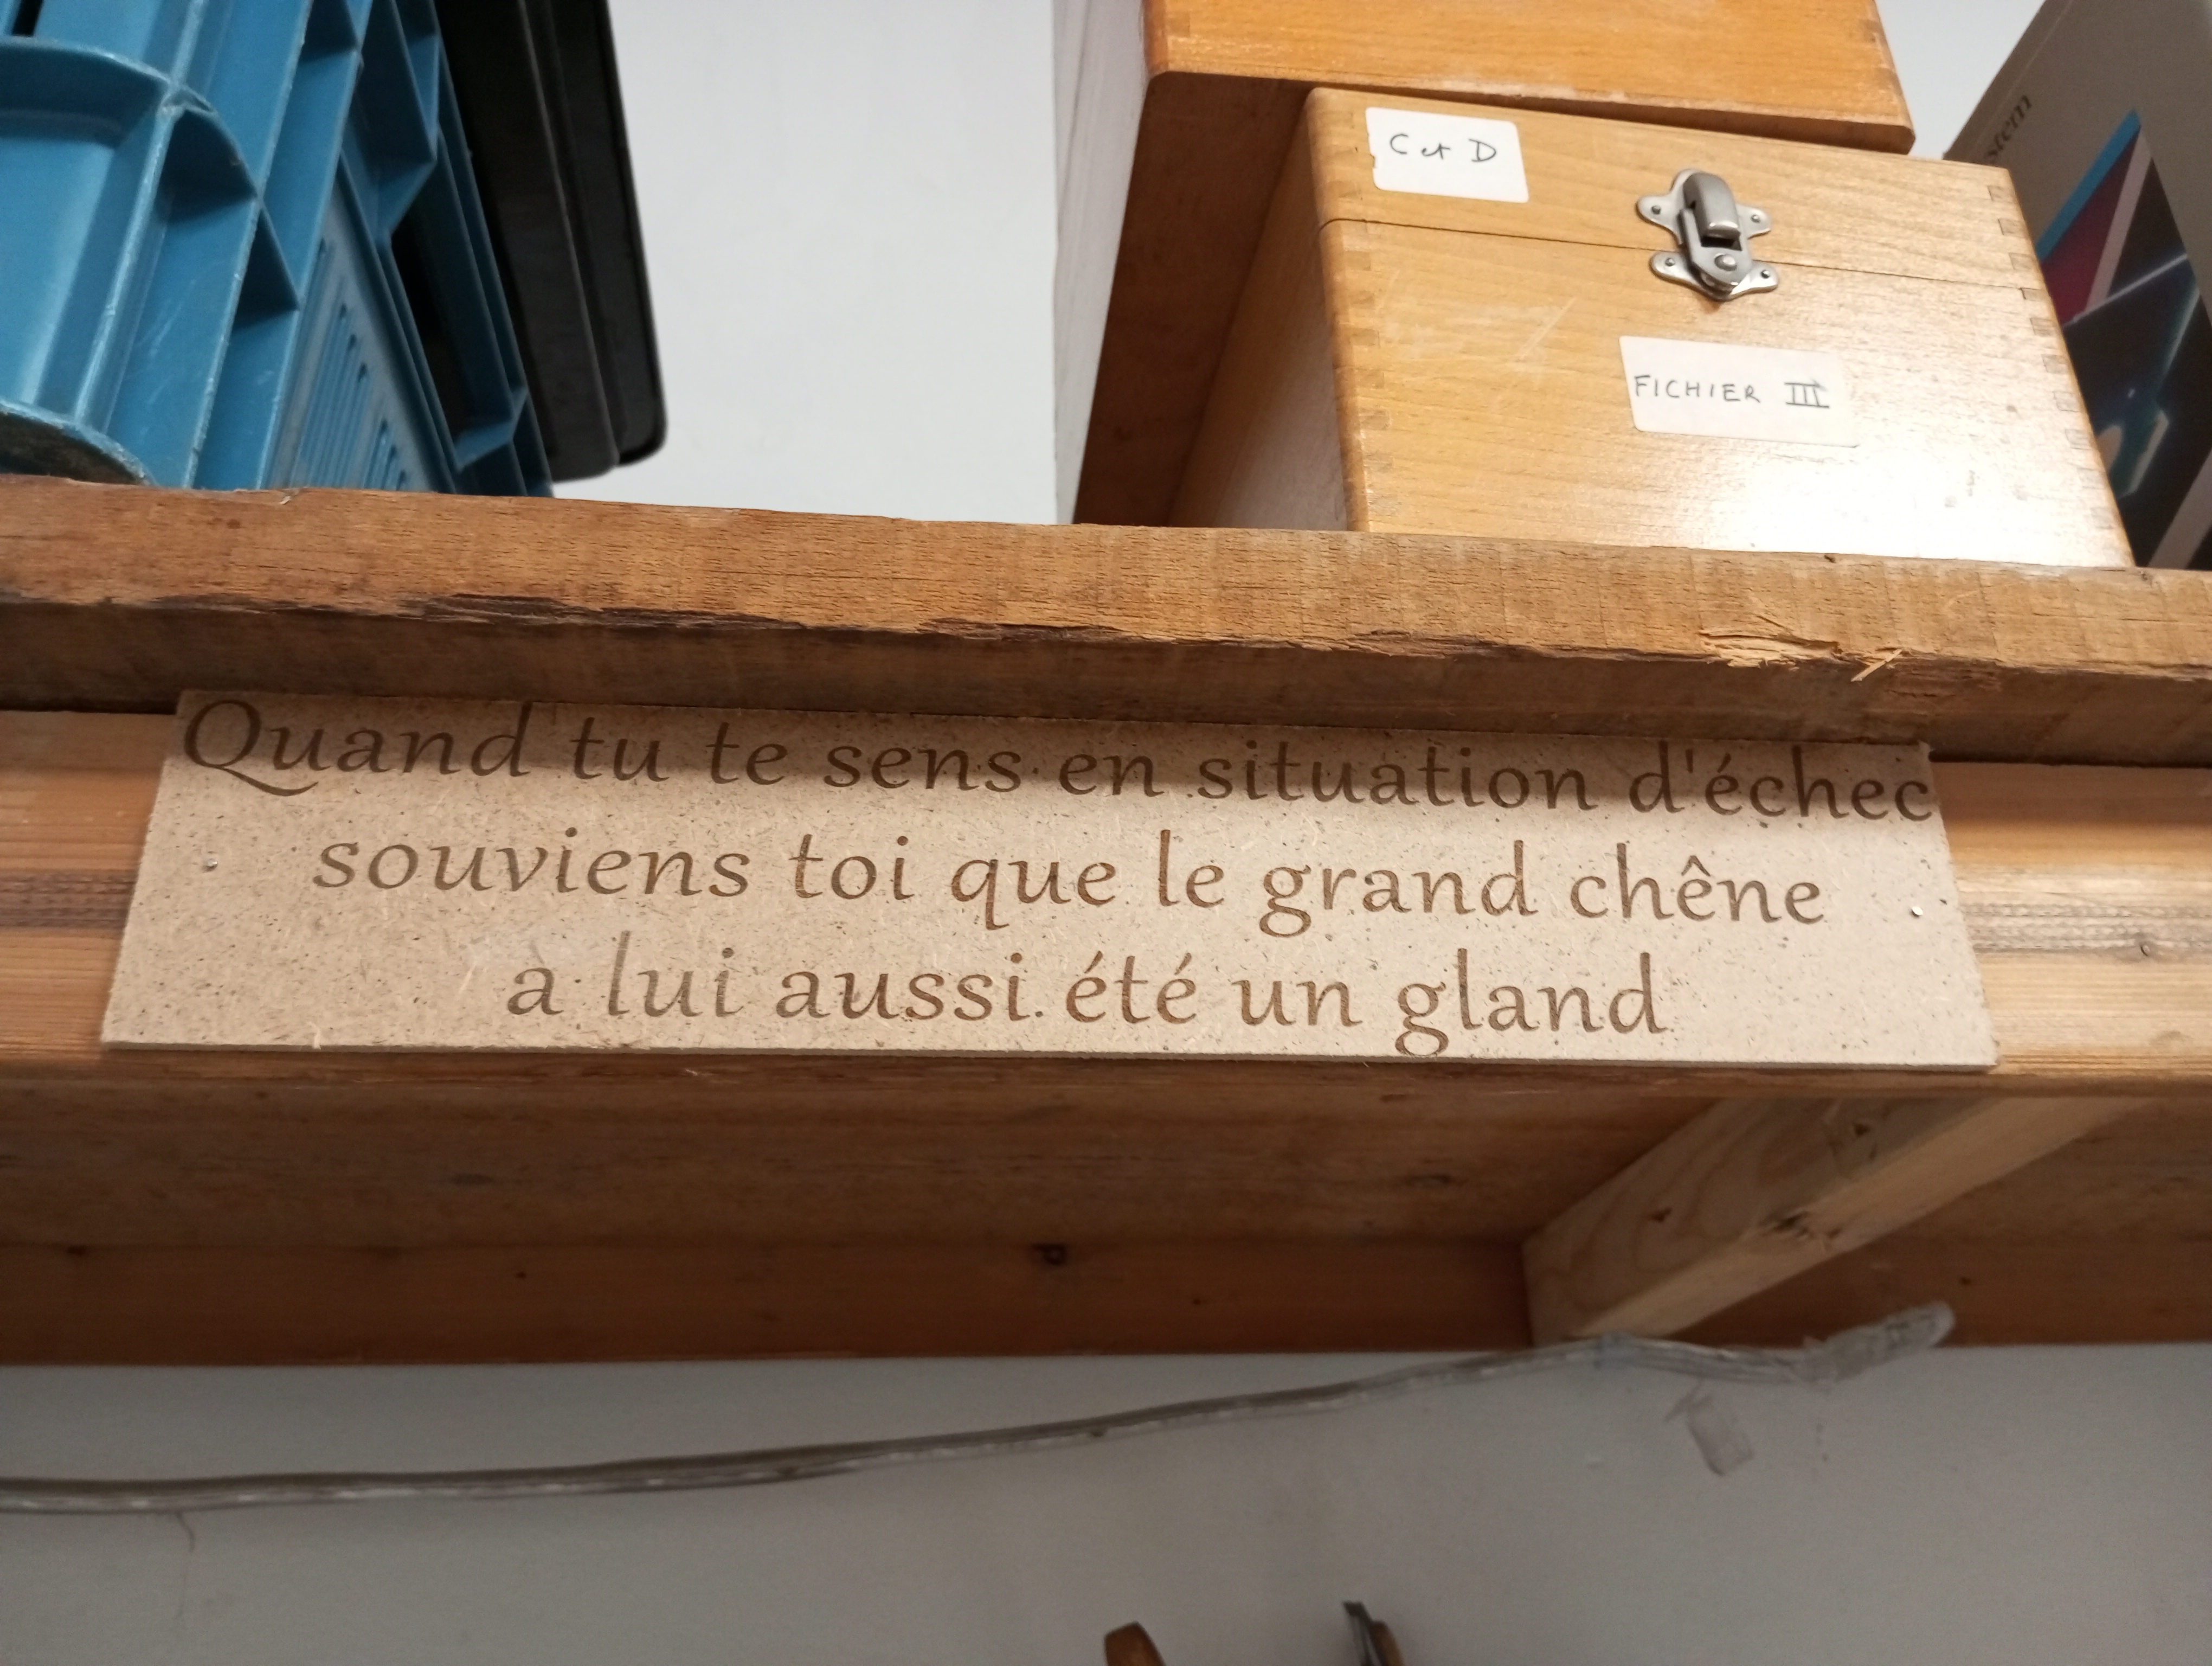 C et D
FICHIER III
Quand tu te sens en situation d'échec
souviens toi que le grand chêne
a lui aussi été un gland